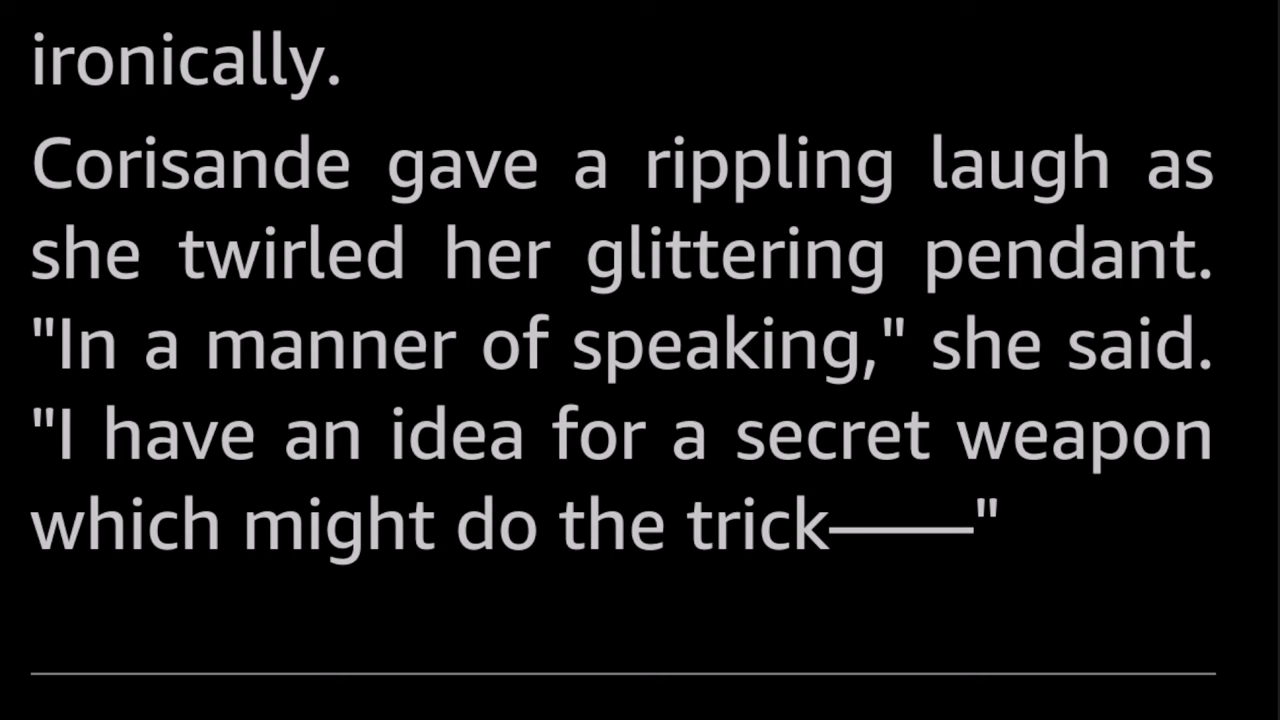 ironically.
Corisande gave a rippling laugh as
she twirled her glittering pendant.
"In a manner of speaking," she said.
"I have an idea for a secret weapon
which might do the trick——"